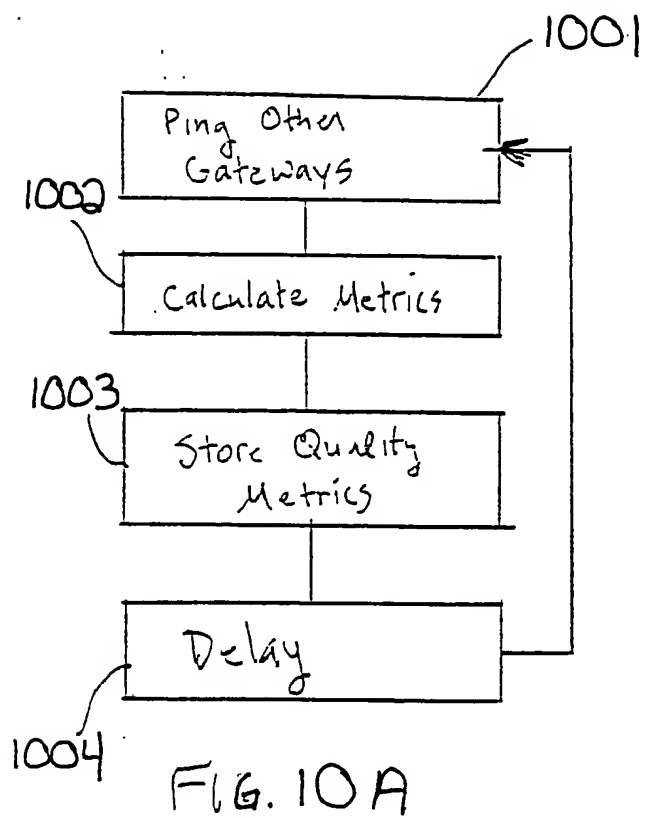 1001
Ping Other
Gateways
1002
Calculate Metrics
1003
Store Quality
Metrics
Delay
1004
FIG. 10A